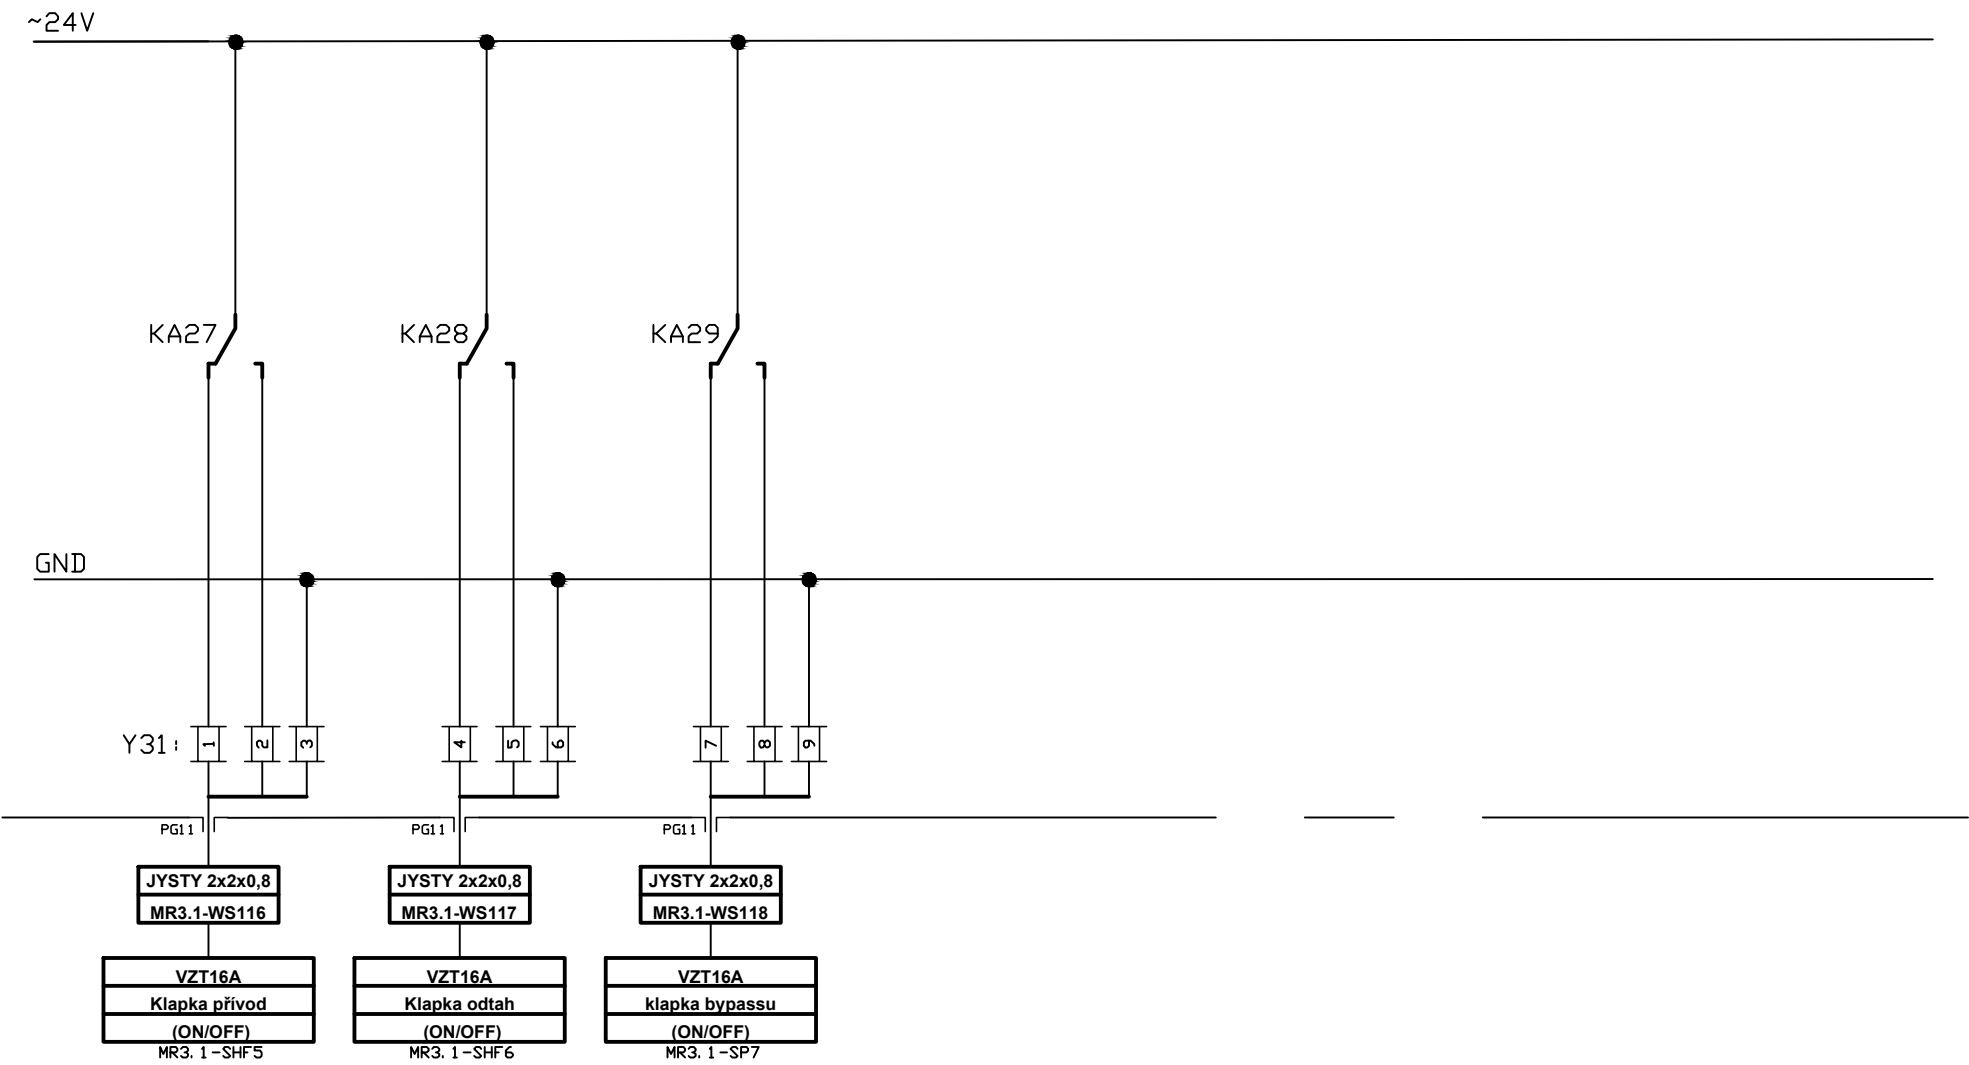 ~24V
KA27 KA28 KA29
GND
Y31: 1 2 3 4 5 6 7 8 9
PG11 PG11 PG11
JYSTY 2x2x0,8 JYSTY 2x2x0,8 JYSTY 2x2x0,8
MR3.1-WS116 MR3.1-WS117 MR3.1-WS118
VZT16A VZT16A VZT16A
Klapka přívod Klapka odtah klapka bypassu
(ON/OFF) (ON/OFF) (ON/OFF)
MR3.1-SHF5 MR3.1-SHF6 MR3.1-SP7